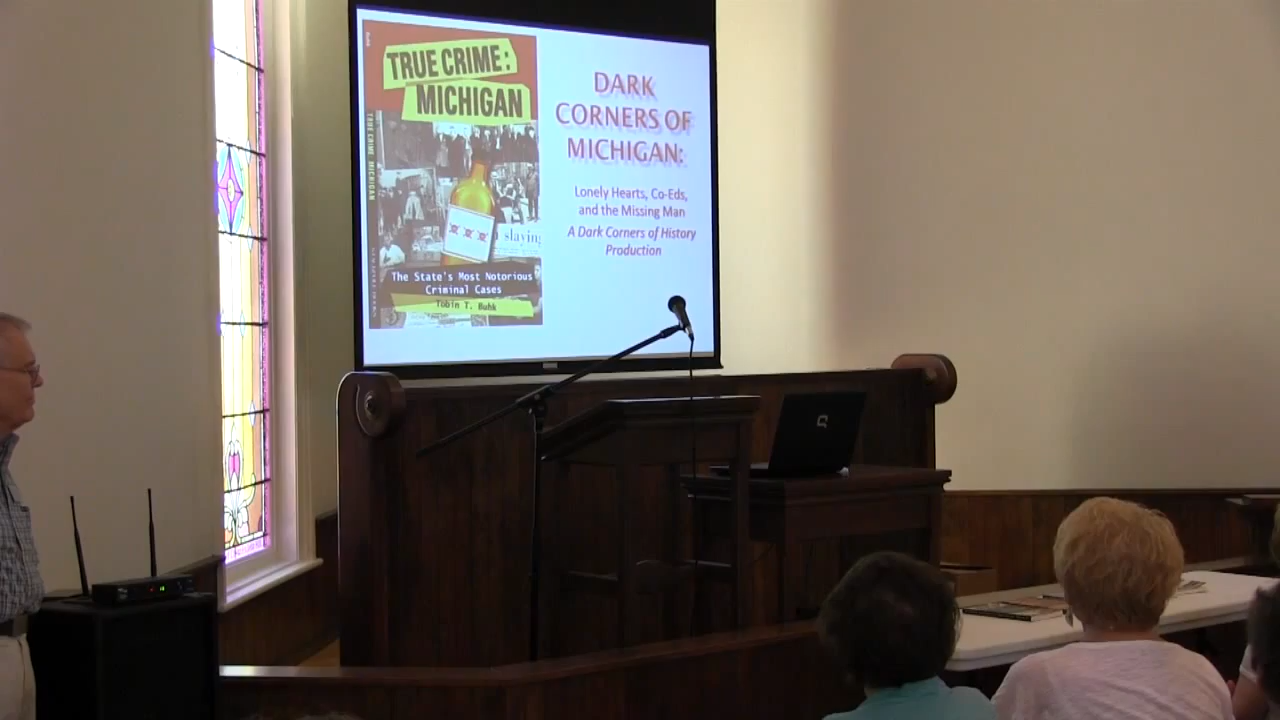 Buhk
TRUE CRIME:
MICHIGAN
TRUE CRIME: MICHIGAN
slaying
The State's Most Notorious
Criminal Cases
Tobin T. Buhk
DARK
CORNERS OF
MICHIGAN:
Lonely Hearts, Co-Eds,
and the Missing Man
A Dark Corners of History
Production